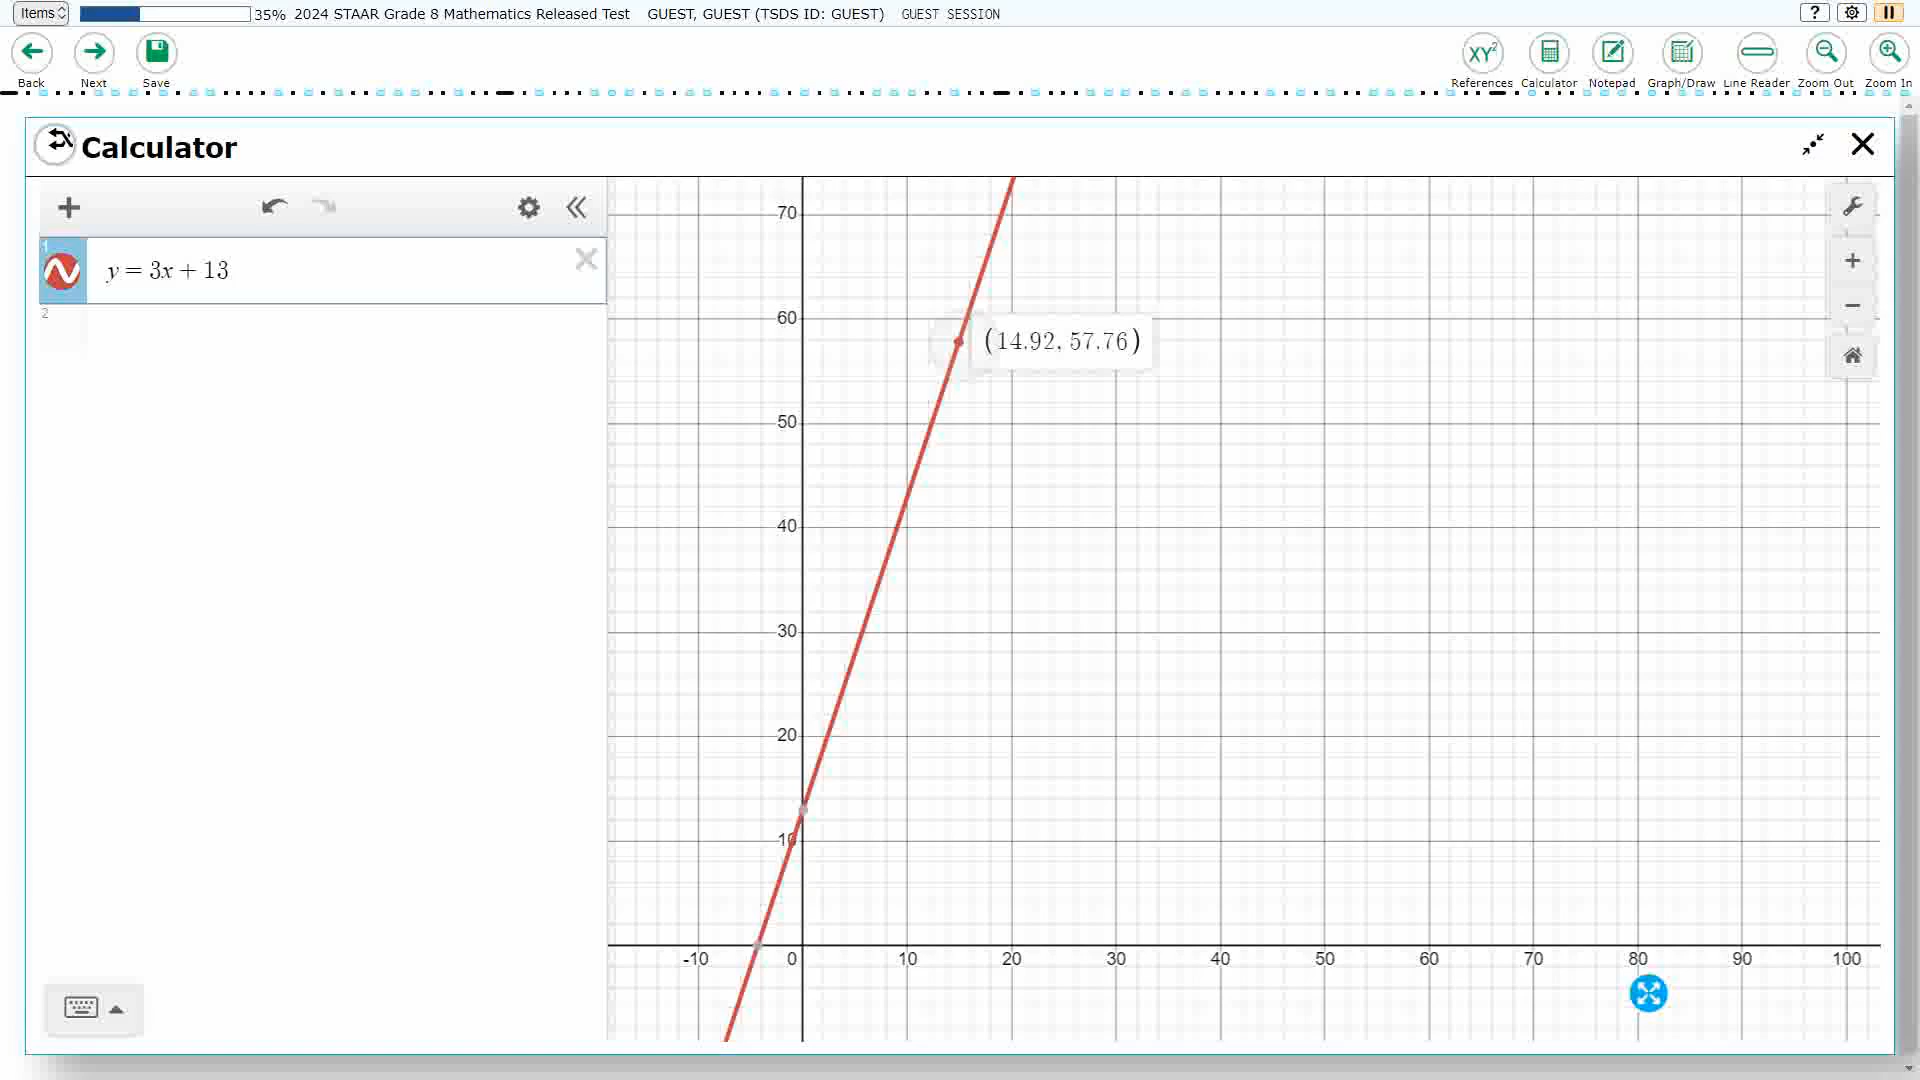 Items 35% 2024 STAAR Grade 8 Mathematics Released Test GUEST, GUEST (TSDS ID: GUEST) GUEST SESSION ?
XY²
Back Next Save References Calculator Notepad Graph/Draw Line Reader Zoom Out Zoom In
Calculator
1
y = 3x + 13
2
70
60
(14.92, 57.76)
50
40
30
20
10
-10 0 10 20 30 40 50 60 70 80 90 100